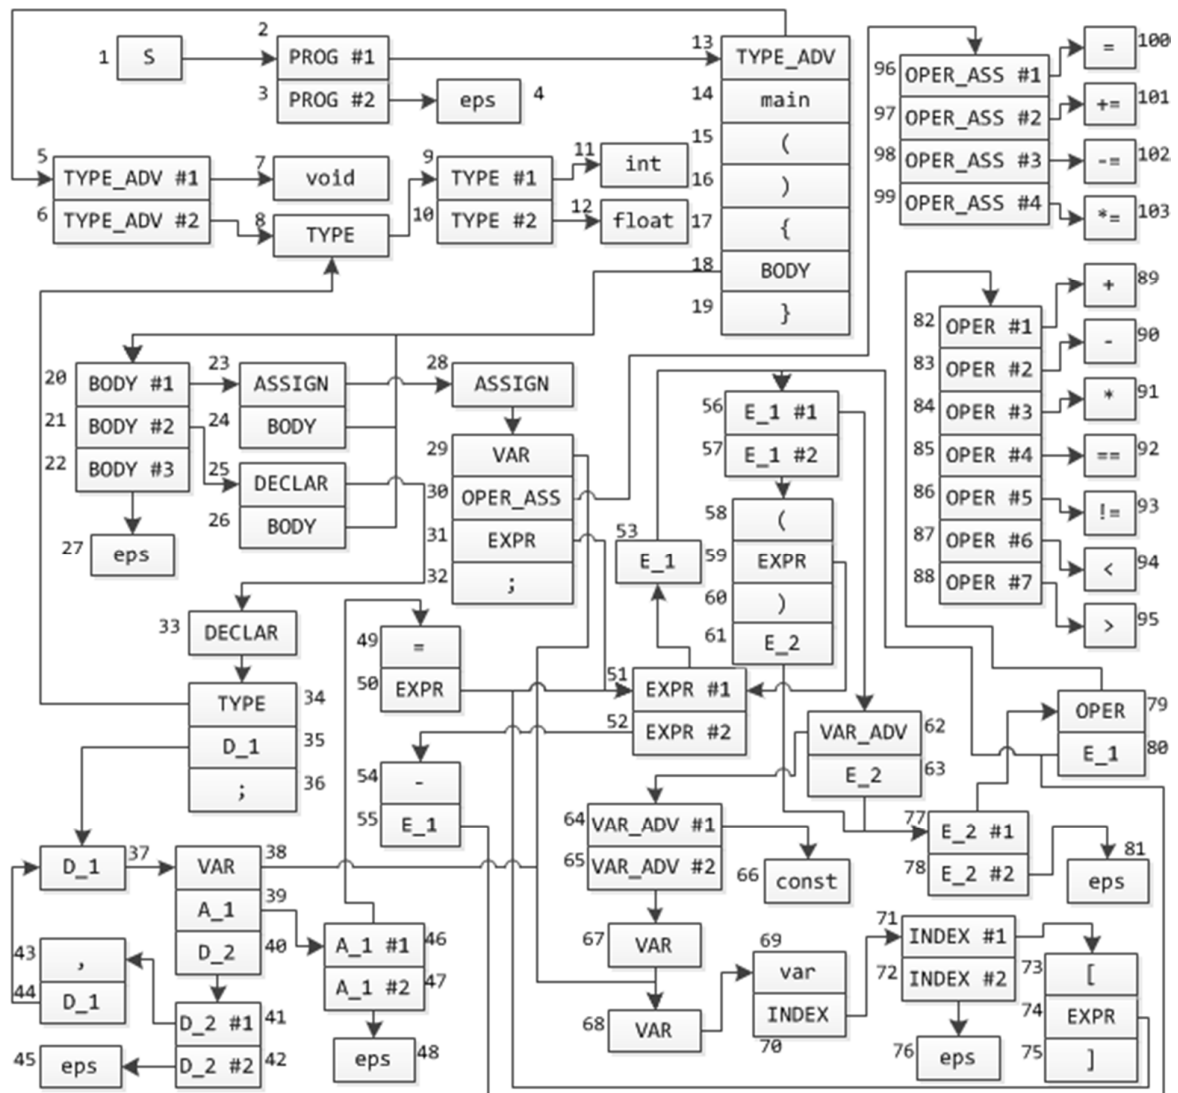 1 S
2 PROG #1
3 PROG #2
eps 4
5 TYPE_ADV #1
6 TYPE_ADV #2
7 void
8 TYPE
9 TYPE #1
10 TYPE #2
11 int
12 float
13 TYPE_ADV
14 main
15 (
16 )
17 {
18 BODY
19 }
96 OPER_ASS #1
97 OPER_ASS #2
98 OPER_ASS #3
99 OPER_ASS #4
= 100
+= 101
-= 102
*= 103
20 BODY #1
21 BODY #2
22 BODY #3
23 ASSIGN
24 BODY
25 DECLAR
26 BODY
27 eps
28 ASSIGN
29 VAR
30 OPER_ASS
31 EXPR
32 ;
82 OPER #1
83 OPER #2
84 OPER #3
85 OPER #4
86 OPER #5
87 OPER #6
88 OPER #7
+ 89
- 90
* 91
== 92
!= 93
< 94
> 95
56 E_1 #1
57 E_1 #2
58 (
59 EXPR
60 )
61 E_2
53 E_1
33 DECLAR
TYPE 34
D_1 35
; 36
49 =
50 EXPR
51 EXPR #1
52 EXPR #2
54 -
55 E_1
VAR_ADV 62
E_2 63
64 VAR_ADV #1
65 VAR_ADV #2
66 const
67 VAR
68 VAR
69 var
INDEX
70
71 INDEX #1
72 INDEX #2
73 [
74 EXPR
75 ]
76 eps
77 E_2 #1
78 E_2 #2
OPER 79
E_1 80
81
eps
D_1 37
VAR 38
A_1 39
D_2 40
D_2 #1 41
D_2 #2 42
43 ,
44 D_1
45 eps
A_1 #1 46
A_1 #2 47
eps 48